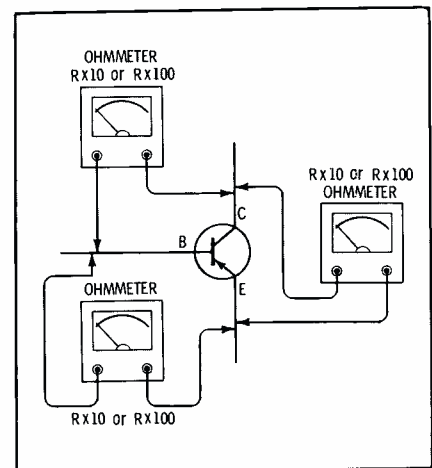 OHMMETER
Rx10 or Rx100
Rx10 or Rx100
OHMMETER
C
B
E
OHMMETER
Rx10 or Rx100